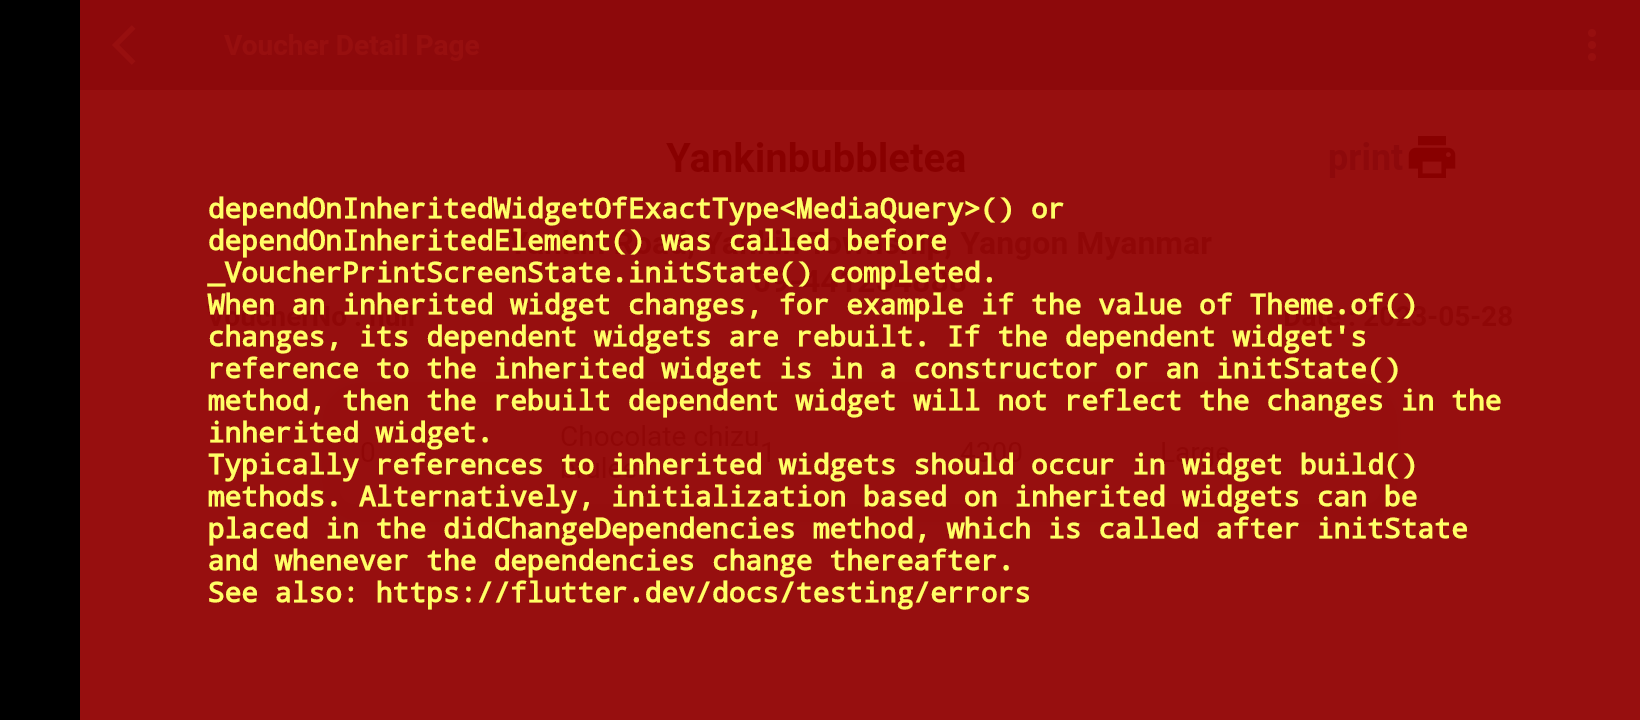 Voucher Detail Page
Yankinbubbletea
print
dependOnInheritedWidgetOfExactType<MediaQuery>() or
dependOnInheritedElement() was called before
Yangon Myanmar
_VoucherPrintScreenState.initState() completed.
When an inherited widget changes, for example if the value of Theme.of()
-05-28
changes, its dependent widgets are rebuilt. If the dependent widget's
reference to the inherited widget is in a constructor or an initState()
method, then the rebuilt dependent widget will not reflect the changes in the
inherited widget.
Chocolate chizu
Typically references to inherited widgets should occur in widget build()
methods. Alternatively, initialization based on inherited widgets can be
placed in the didChangeDependencies method, which is called after initState
and whenever the dependencies change thereafter.
See also: https://flutter.dev/docs/testing/errors